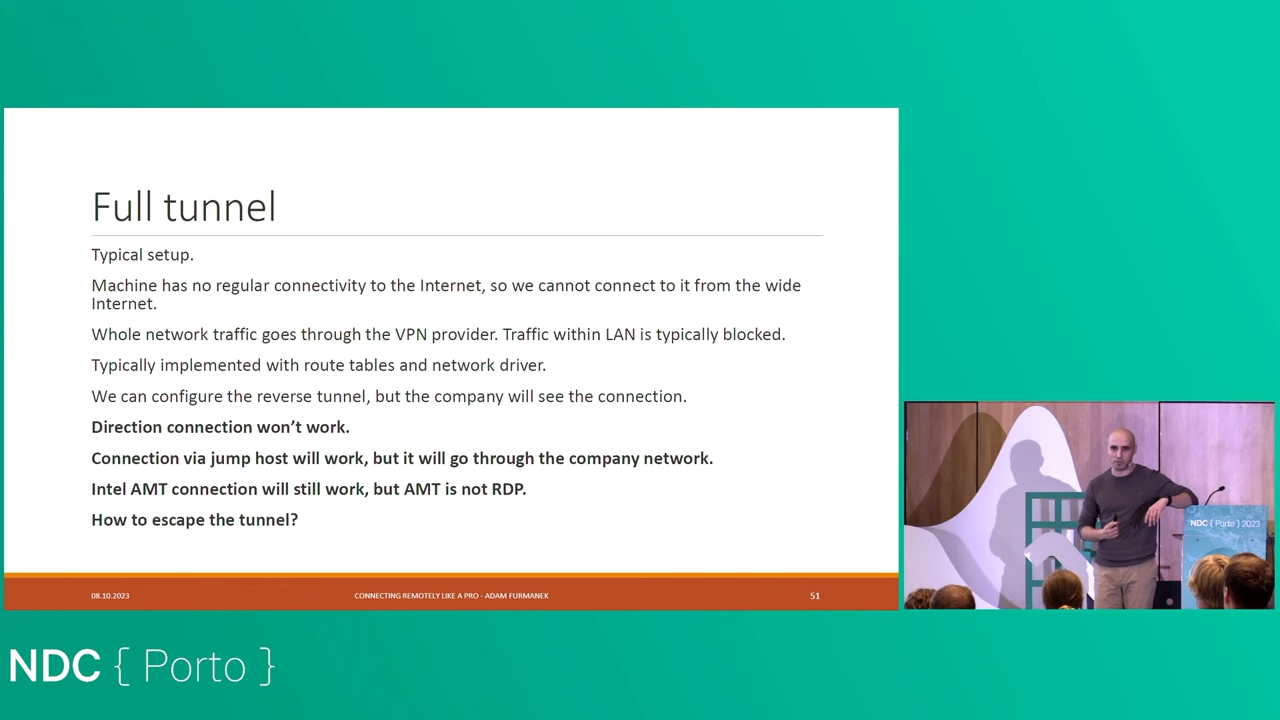 Full tunnel
Typical setup.
Machine has no regular connectivity to the Internet, so we cannot connect to it from the wide
Internet.
Whole network traffic goes through the VPN provider. Traffic within LAN is typically blocked.
Typically implemented with route tables and network driver.
We can configure the reverse tunnel, but the company will see the connection.
Direction connection won’t work.
Connection via jump host will work, but it will go through the company network.
Intel AMT connection will still work, but AMT is not RDP.
How to escape the tunnel?
08.10.2023
CONNECTING REMOTELY LIKE A PRO - ADAM FURMANEK
51
NDC { Porto } 2023
NDC { Porto }